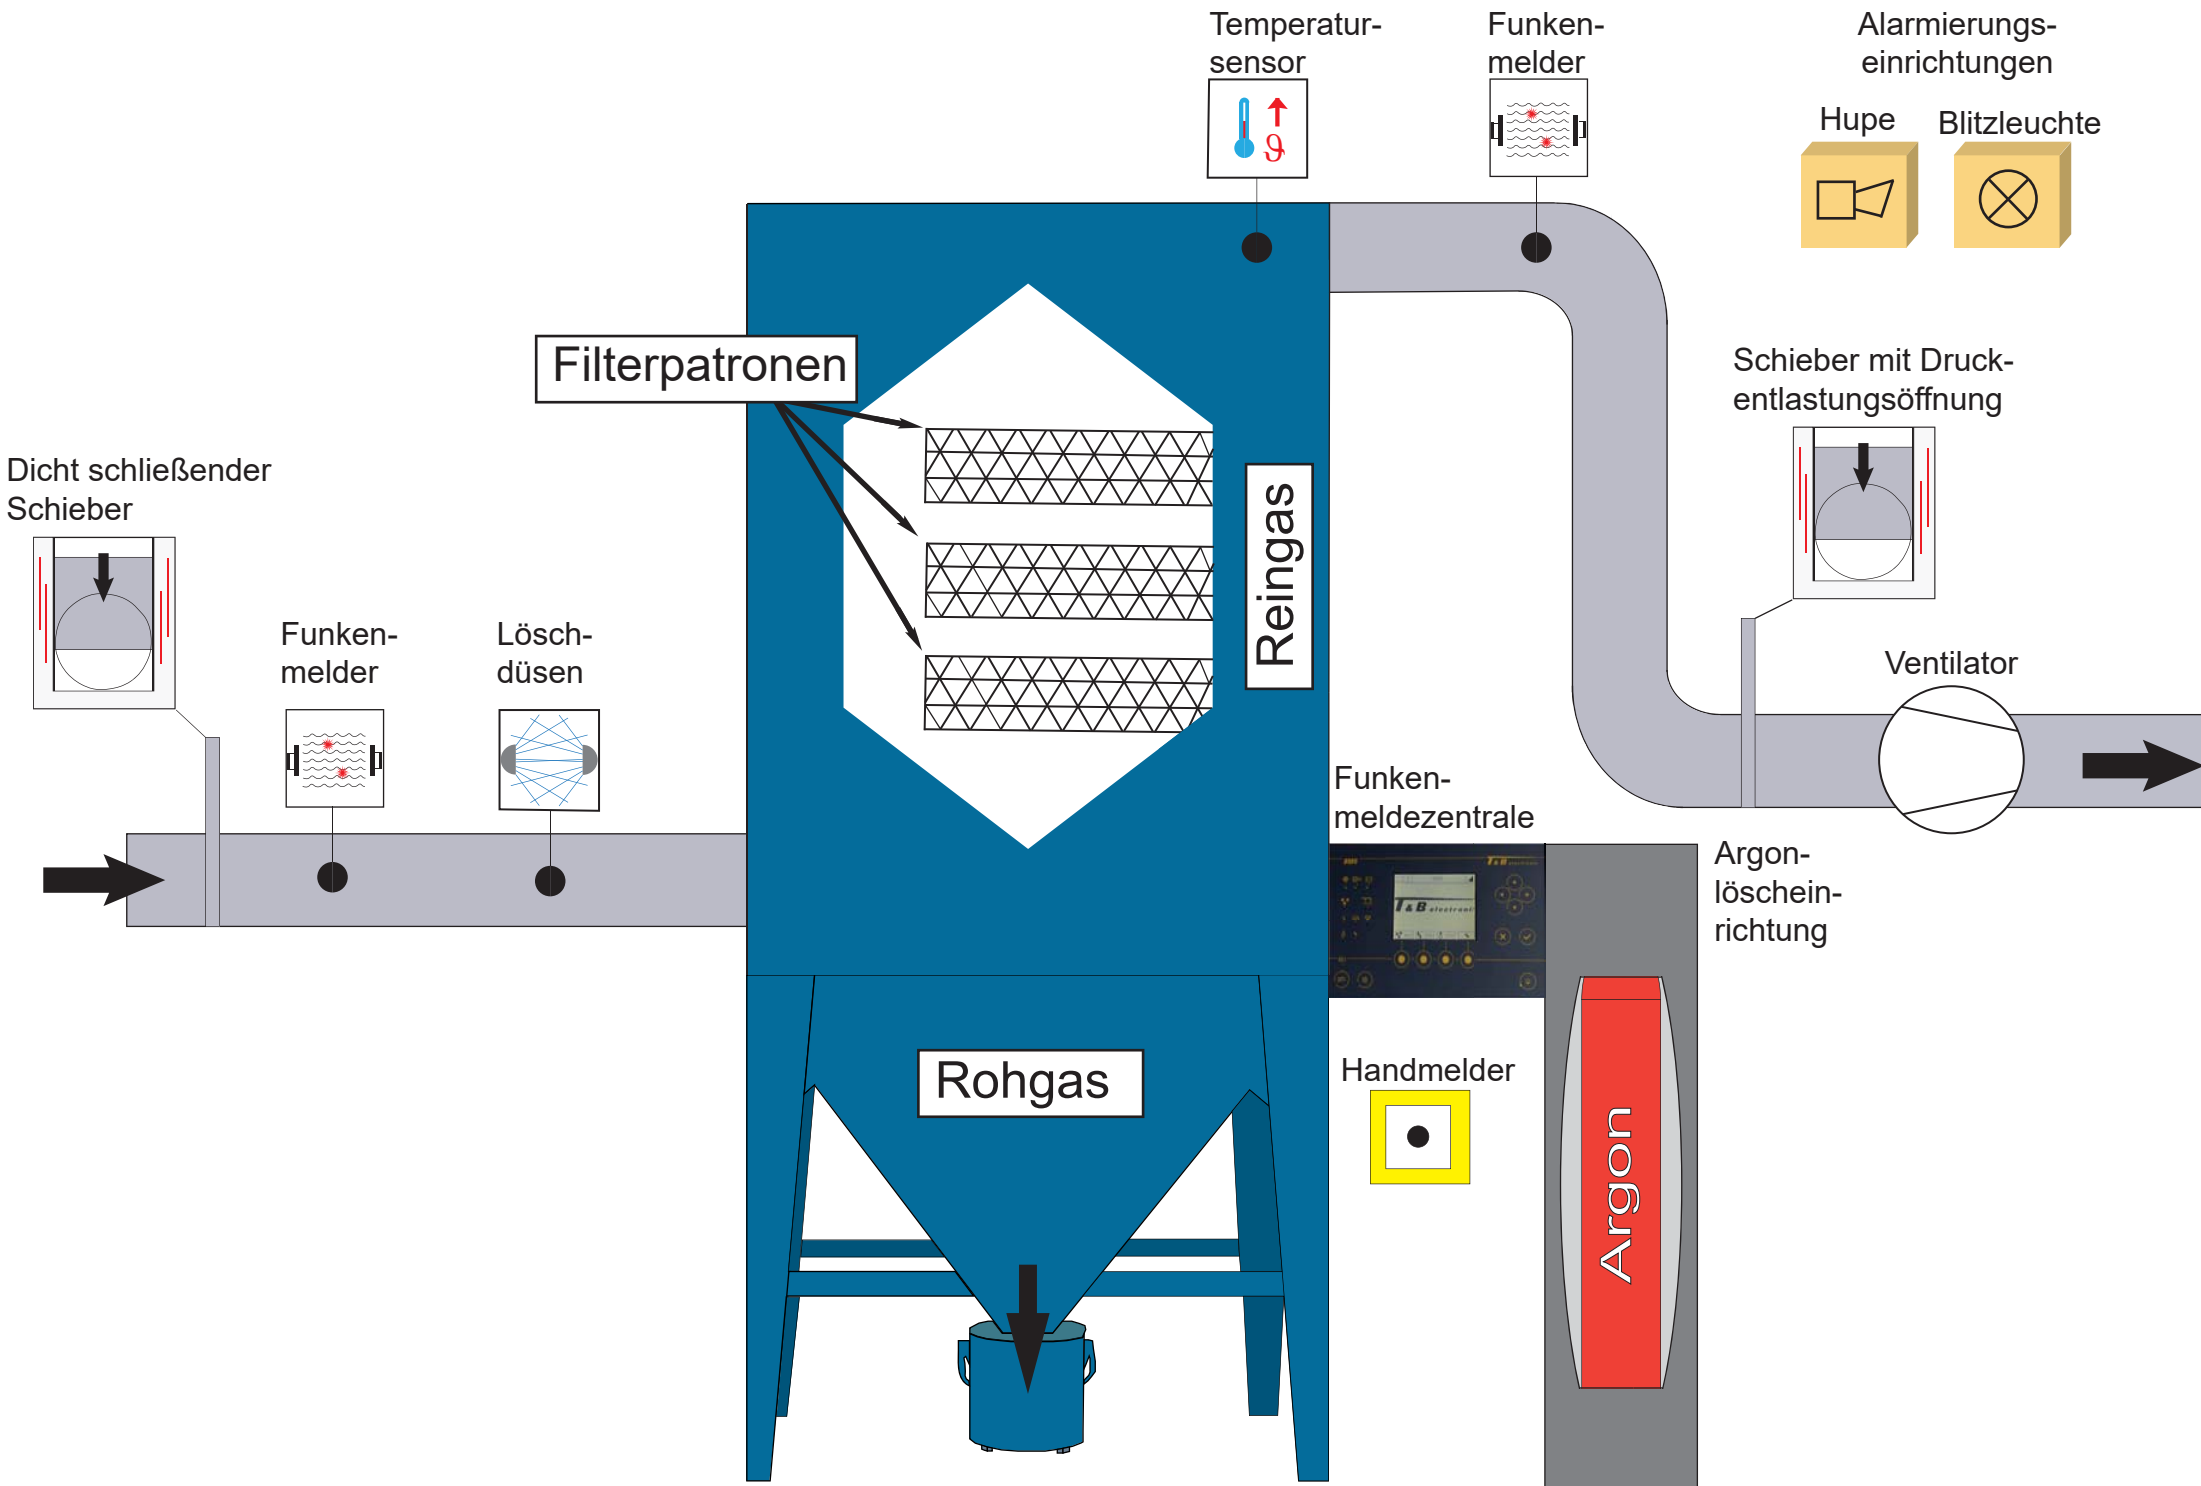 Temperatur-
sensor
Funken-
melder
Alarmierungs-
einrichtungen
Hupe
Blitzleuchte
Filterpatronen
Schieber mit Druck-
entlastungsöffnung
Dicht schließender
Schieber
Reingas
Funken-
melder
Lösch-
düsen
Ventilator
Funken-
meldezentrale
T&B electronic
Argon-
löschein-
richtung
Rohgas
Handmelder
Argon